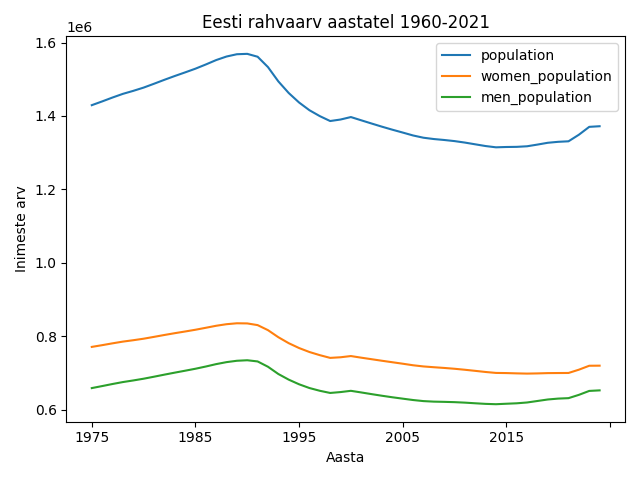 Eesti rahvaarv aastatel 1960-2021
1e6
1.6
1.4
1.2
1.0
0.8
0.6
Inimeste arv
population
women_population
men_population
1975
1985
1995
2005
2015
Aasta